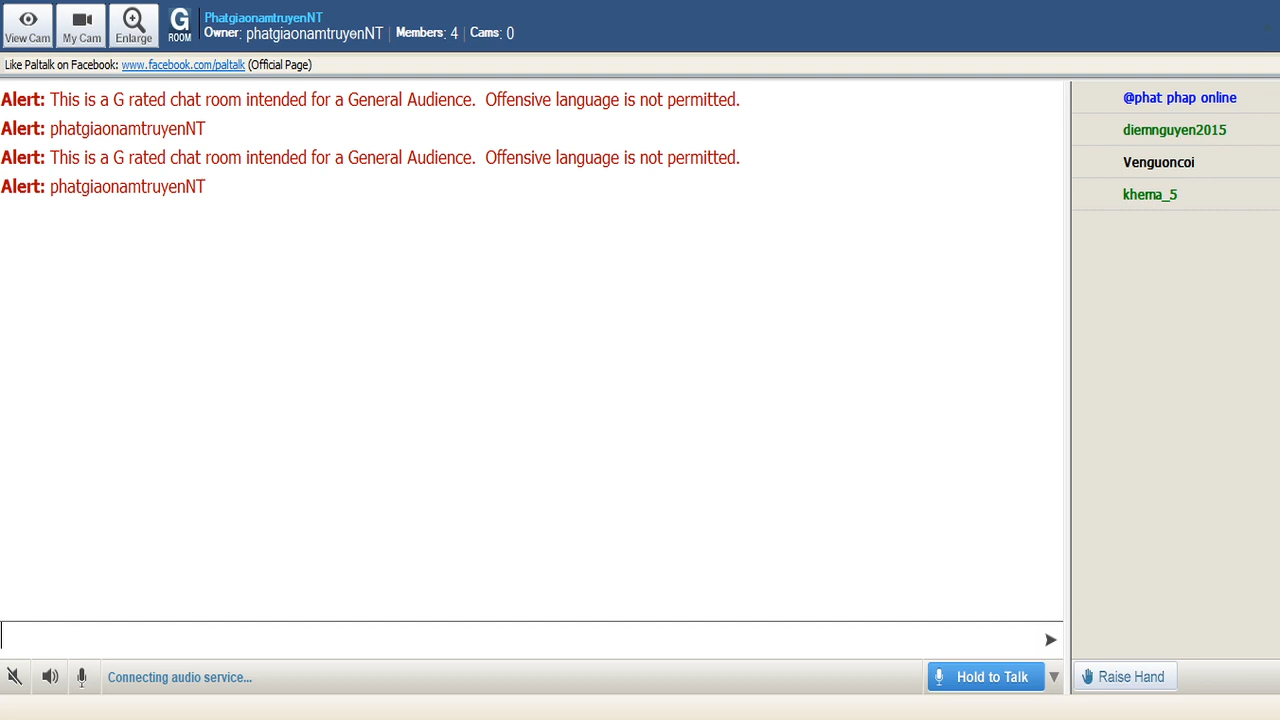 View Cam
My Cam
Enlarge
G ROOM
PhatgiaonamtruyenNT
Owner: phatgiaonamtruyenNT | Members: 4 | Cams: 0
Like Paltalk on Facebook: www.facebook.com/paltalk (Official Page)
Alert: This is a G rated chat room intended for a General Audience. Offensive language is not permitted.
Alert: phatgiaonamtruyenNT
Alert: This is a G rated chat room intended for a General Audience. Offensive language is not permitted.
Alert: phatgiaonamtruyenNT
@phat phap online
diemnguyen2015
Venguoncoi
khema_5
Connecting audio service...
Hold to Talk
Raise Hand